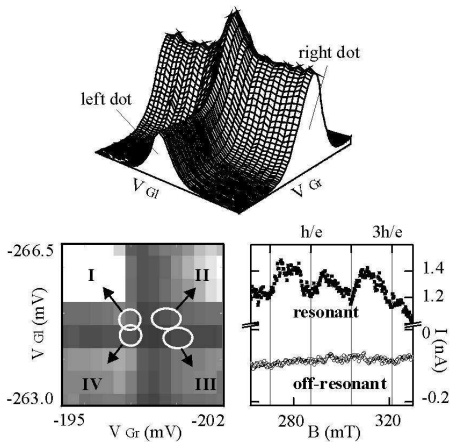 right dot
left dot
V Gl
V Gr
-266.5
V Gl (mV)
-263.0
I
II
IV
III
-195
-202
V Gr (mV)
h/e
3h/e
1.4
1.2
0
-0.2
I (nA)
resonant
off-resonant
280
320
B (mT)